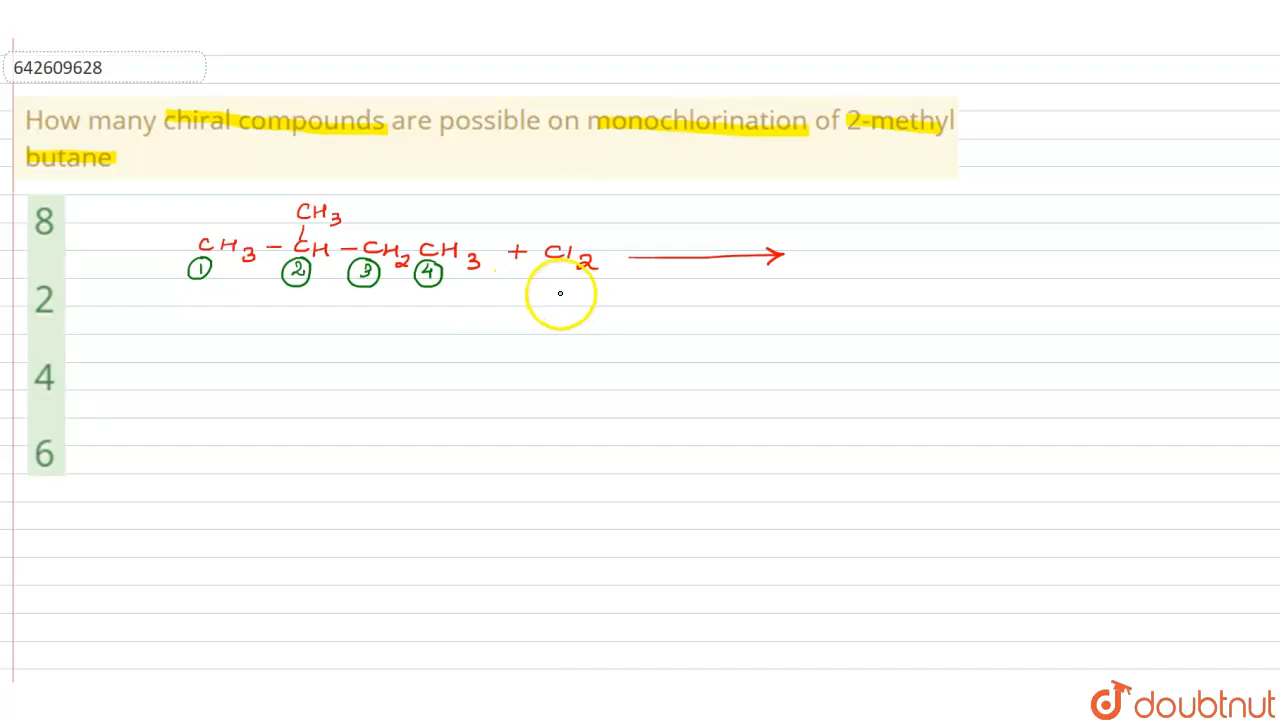 642609628
How many chiral compounds are possible on monochlorination of 2-methyl
butane
8
CH3
CH3 - CH - CH2 CH3 + Cl2
1 2 3 4
2
4
6
doubtnut